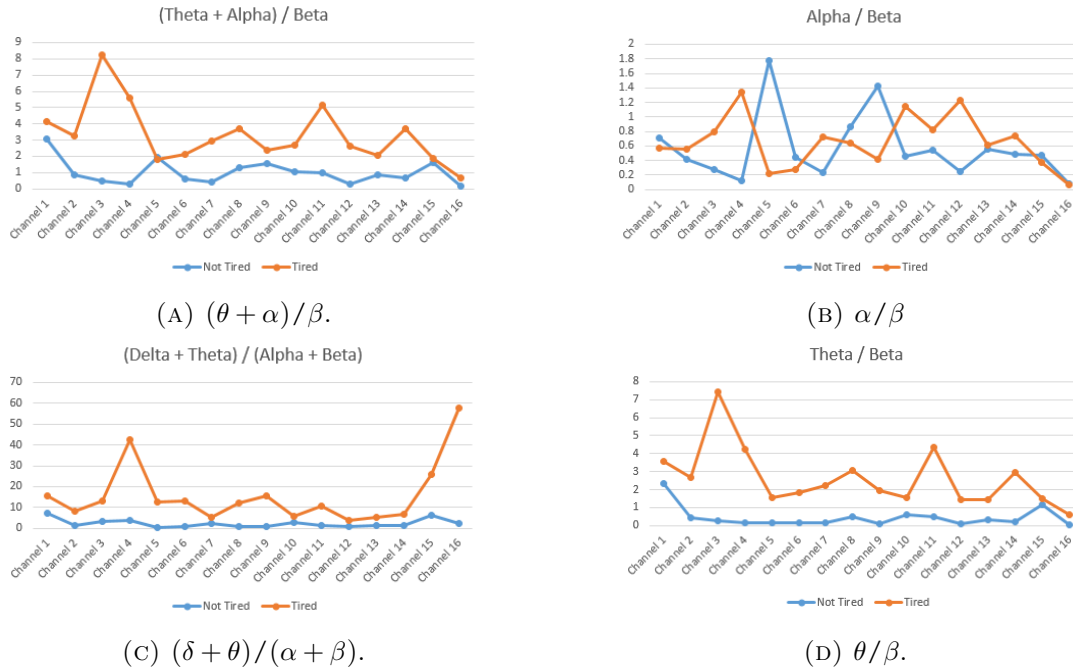 (Theta + Alpha) / Beta
9
8
7
6
5
4
3
2
1
0
Channel 1
Channel 2
Channel 3
Channel 4
Channel 5
Channel 6
Channel 7
Channel 8
Channel 9
Channel 10
Channel 11
Channel 12
Channel 13
Channel 14
Channel 15
Channel 16
Not Tired
Tired
(A) (θ + α)/β.
Alpha / Beta
2
1.8
1.6
1.4
1.2
1
0.8
0.6
0.4
0.2
0
Channel 1
Channel 2
Channel 3
Channel 4
Channel 5
Channel 6
Channel 7
Channel 8
Channel 9
Channel 10
Channel 11
Channel 12
Channel 13
Channel 14
Channel 15
Channel 16
Not Tired
Tired
(B) α/β
(Delta + Theta) / (Alpha + Beta)
70
60
50
40
30
20
10
0
Channel 1
Channel 2
Channel 3
Channel 4
Channel 5
Channel 6
Channel 7
Channel 8
Channel 9
Channel 10
Channel 11
Channel 12
Channel 13
Channel 14
Channel 15
Channel 16
Not Tired
Tired
(C) (δ + θ)/(α + β).
Theta / Beta
8
7
6
5
4
3
2
1
0
Channel 1
Channel 2
Channel 3
Channel 4
Channel 5
Channel 6
Channel 7
Channel 8
Channel 9
Channel 10
Channel 11
Channel 12
Channel 13
Channel 14
Channel 15
Channel 16
Not Tired
Tired
(D) θ/β.